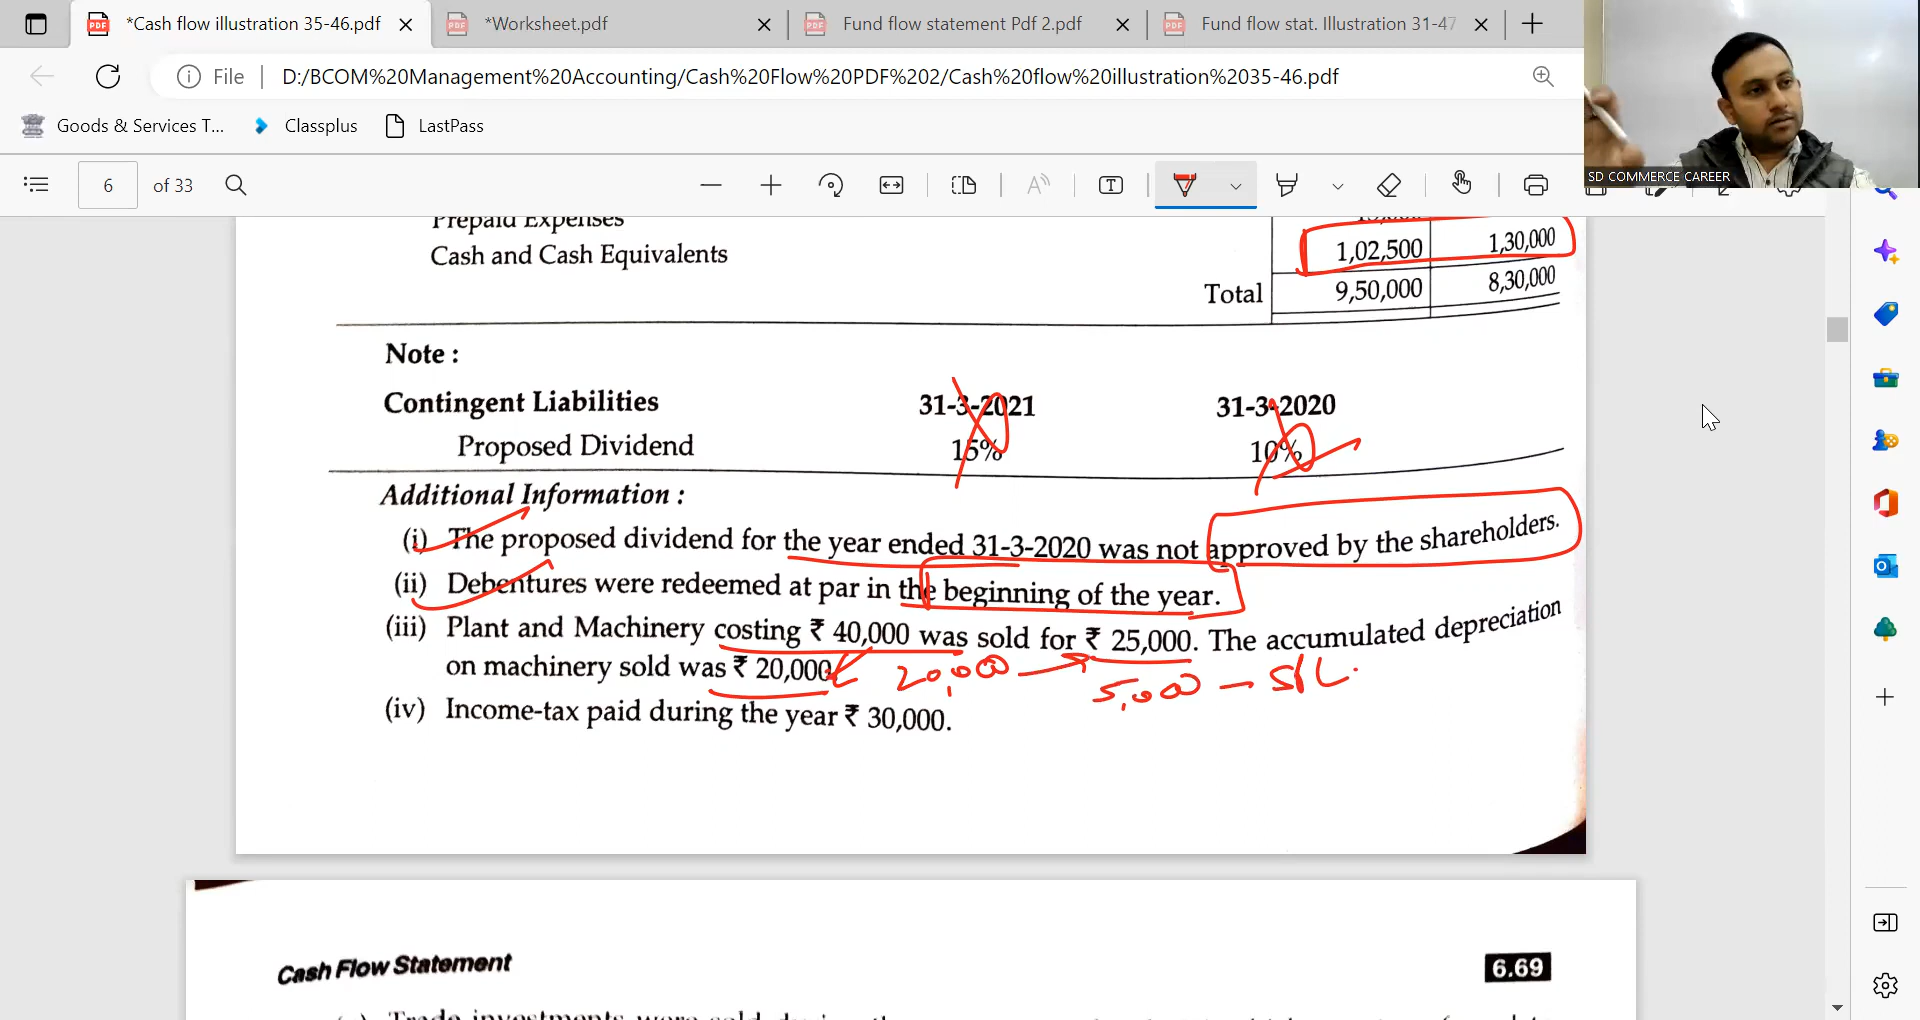 *Cash flow illustration 35-46.pdf
*Worksheet.pdf
Fund flow statement Pdf 2.pdf
Fund flow stat. Illustration 31-47
File
D:/BCOM%20Management%20Accounting/Cash%20Flow%20PDF%202/Cash%20flow%20illustration%2035-46.pdf
Goods & Services T...
Classplus
LastPass
6 of 33
SD COMMERCE CAREER
Prepaid Expenses
Cash and Cash Equivalents 1,02,500 1,30,000
Total 9,50,000 8,30,000
Note :
Contingent Liabilities 31-3-2021 31-3-2020
Proposed Dividend 15% 10%
Additional Information :
(i) The proposed dividend for the year ended 31-3-2020 was not approved by the shareholders.
(ii) Debentures were redeemed at par in the beginning of the year.
(iii) Plant and Machinery costing ₹ 40,000 was sold for ₹ 25,000. The accumulated depreciation
on machinery sold was ₹ 20,000
20,000
5,000 - S/L.
(iv) Income-tax paid during the year ₹ 30,000.
Cash Flow Statement 6.69